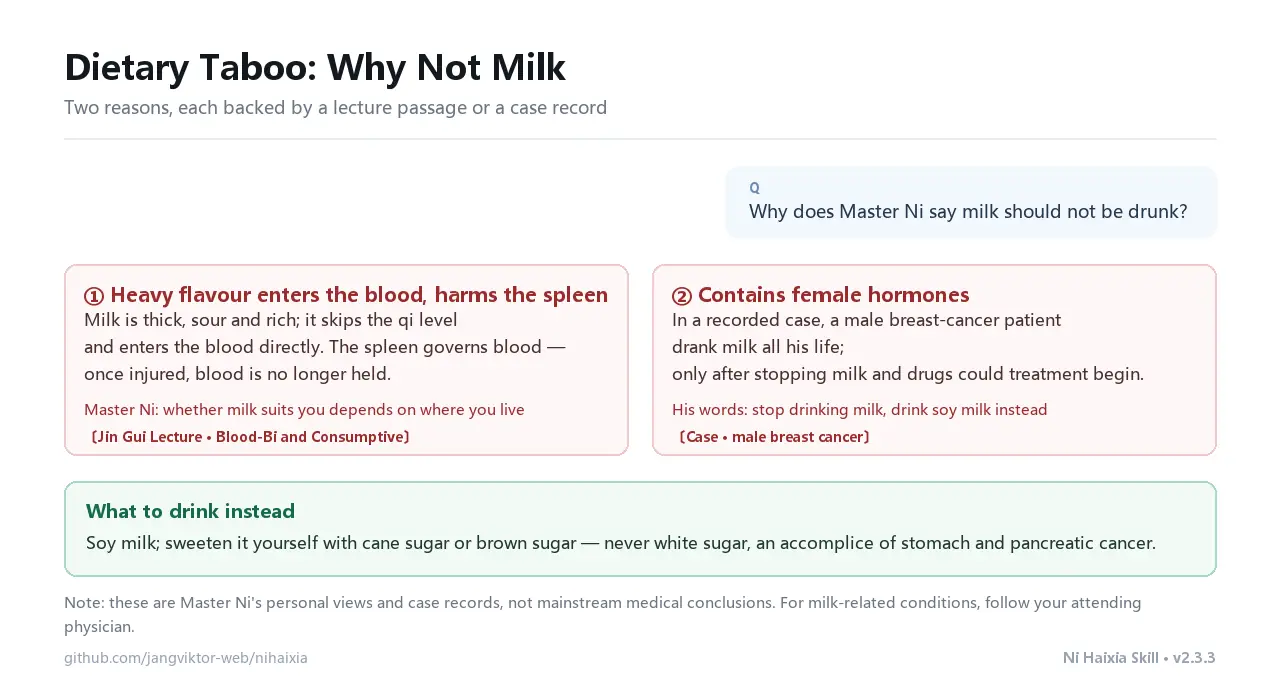 Dietary Taboo: Why Not Milk
Two reasons, each backed by a lecture passage or a case record
Q
Why does Master Ni say milk should not be drunk?
① Heavy flavour enters the blood, harms the spleen
Milk is thick, sour and rich; it skips the qi level
and enters the blood directly. The spleen governs blood —
once injured, blood is no longer held.
Master Ni: whether milk suits you depends on where you live
〔Jin Gui Lecture • Blood-Bi and Consumptive〕
② Contains female hormones
In a recorded case, a male breast-cancer patient
drank milk all his life;
only after stopping milk and drugs could treatment begin.
His words: stop drinking milk, drink soy milk instead
〔Case • male breast cancer〕
What to drink instead
Soy milk; sweeten it yourself with cane sugar or brown sugar — never white sugar, an accomplice of stomach and pancreatic cancer.
Note: these are Master Ni's personal views and case records, not mainstream medical conclusions. For milk-related conditions, follow your attending
physician.
github.com/jangviktor-web/nihaixia
Ni Haixia Skill • v2.3.3